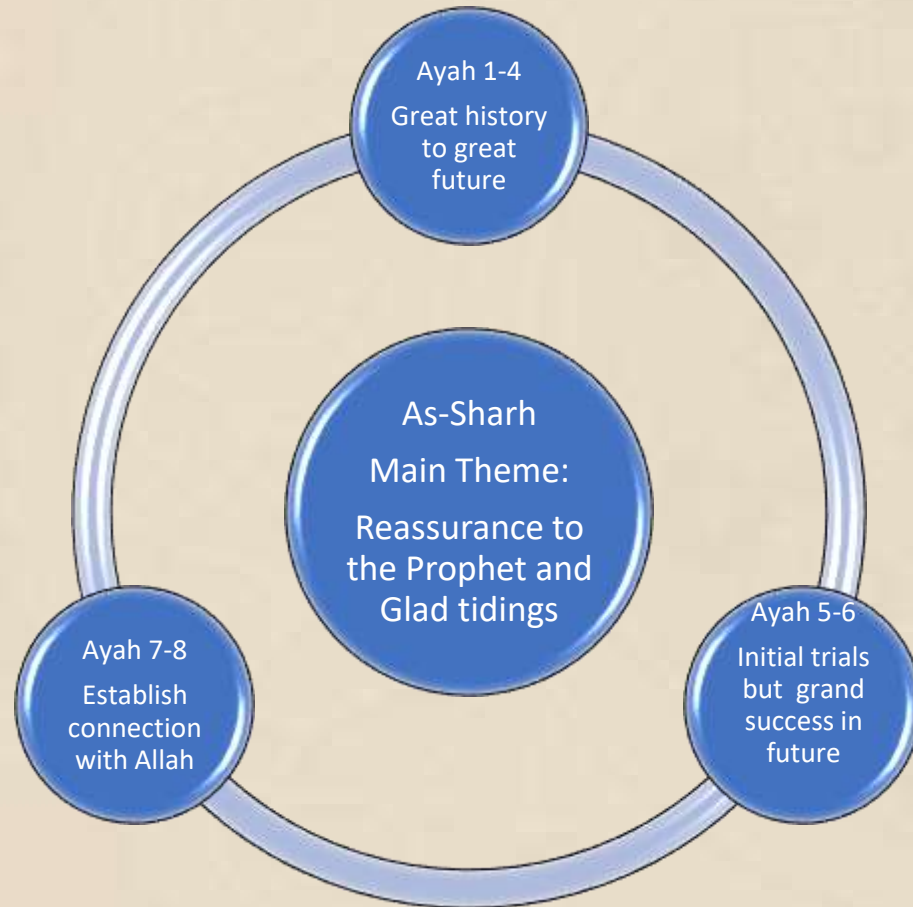 Ayah 1-4
Great history
to great
future
As-Sharh
Main Theme:
Reassurance to
the Prophet and
Glad tidings
Ayah 5-6
Initial trials
but grand
success in
future
Ayah 7-8
Establish
connection
with Allah